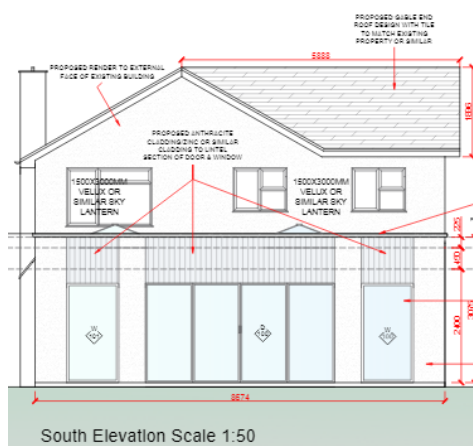 PROPOSED GABLE END
ROOF DESIGN WITH TILE
TO MATCH EXISTING
PROPERTY OR SIMILAR
5888
PROPOSED RENDER TO EXTERNAL
FACE OF EXISTING BUILDING
PROPOSED ANTHRACITE
CLADDING/ZINC OR SIMILAR
CLADDING TO LINTEL
SECTION OF DOOR & WINDOW
1500X3000MM
VELUX OR
SIMILAR SKY
LANTERN
1500X3000MM
VELUX OR
SIMILAR SKY
LANTERN
225
450
2400
W
D
W
8674
South Elevation Scale 1:50